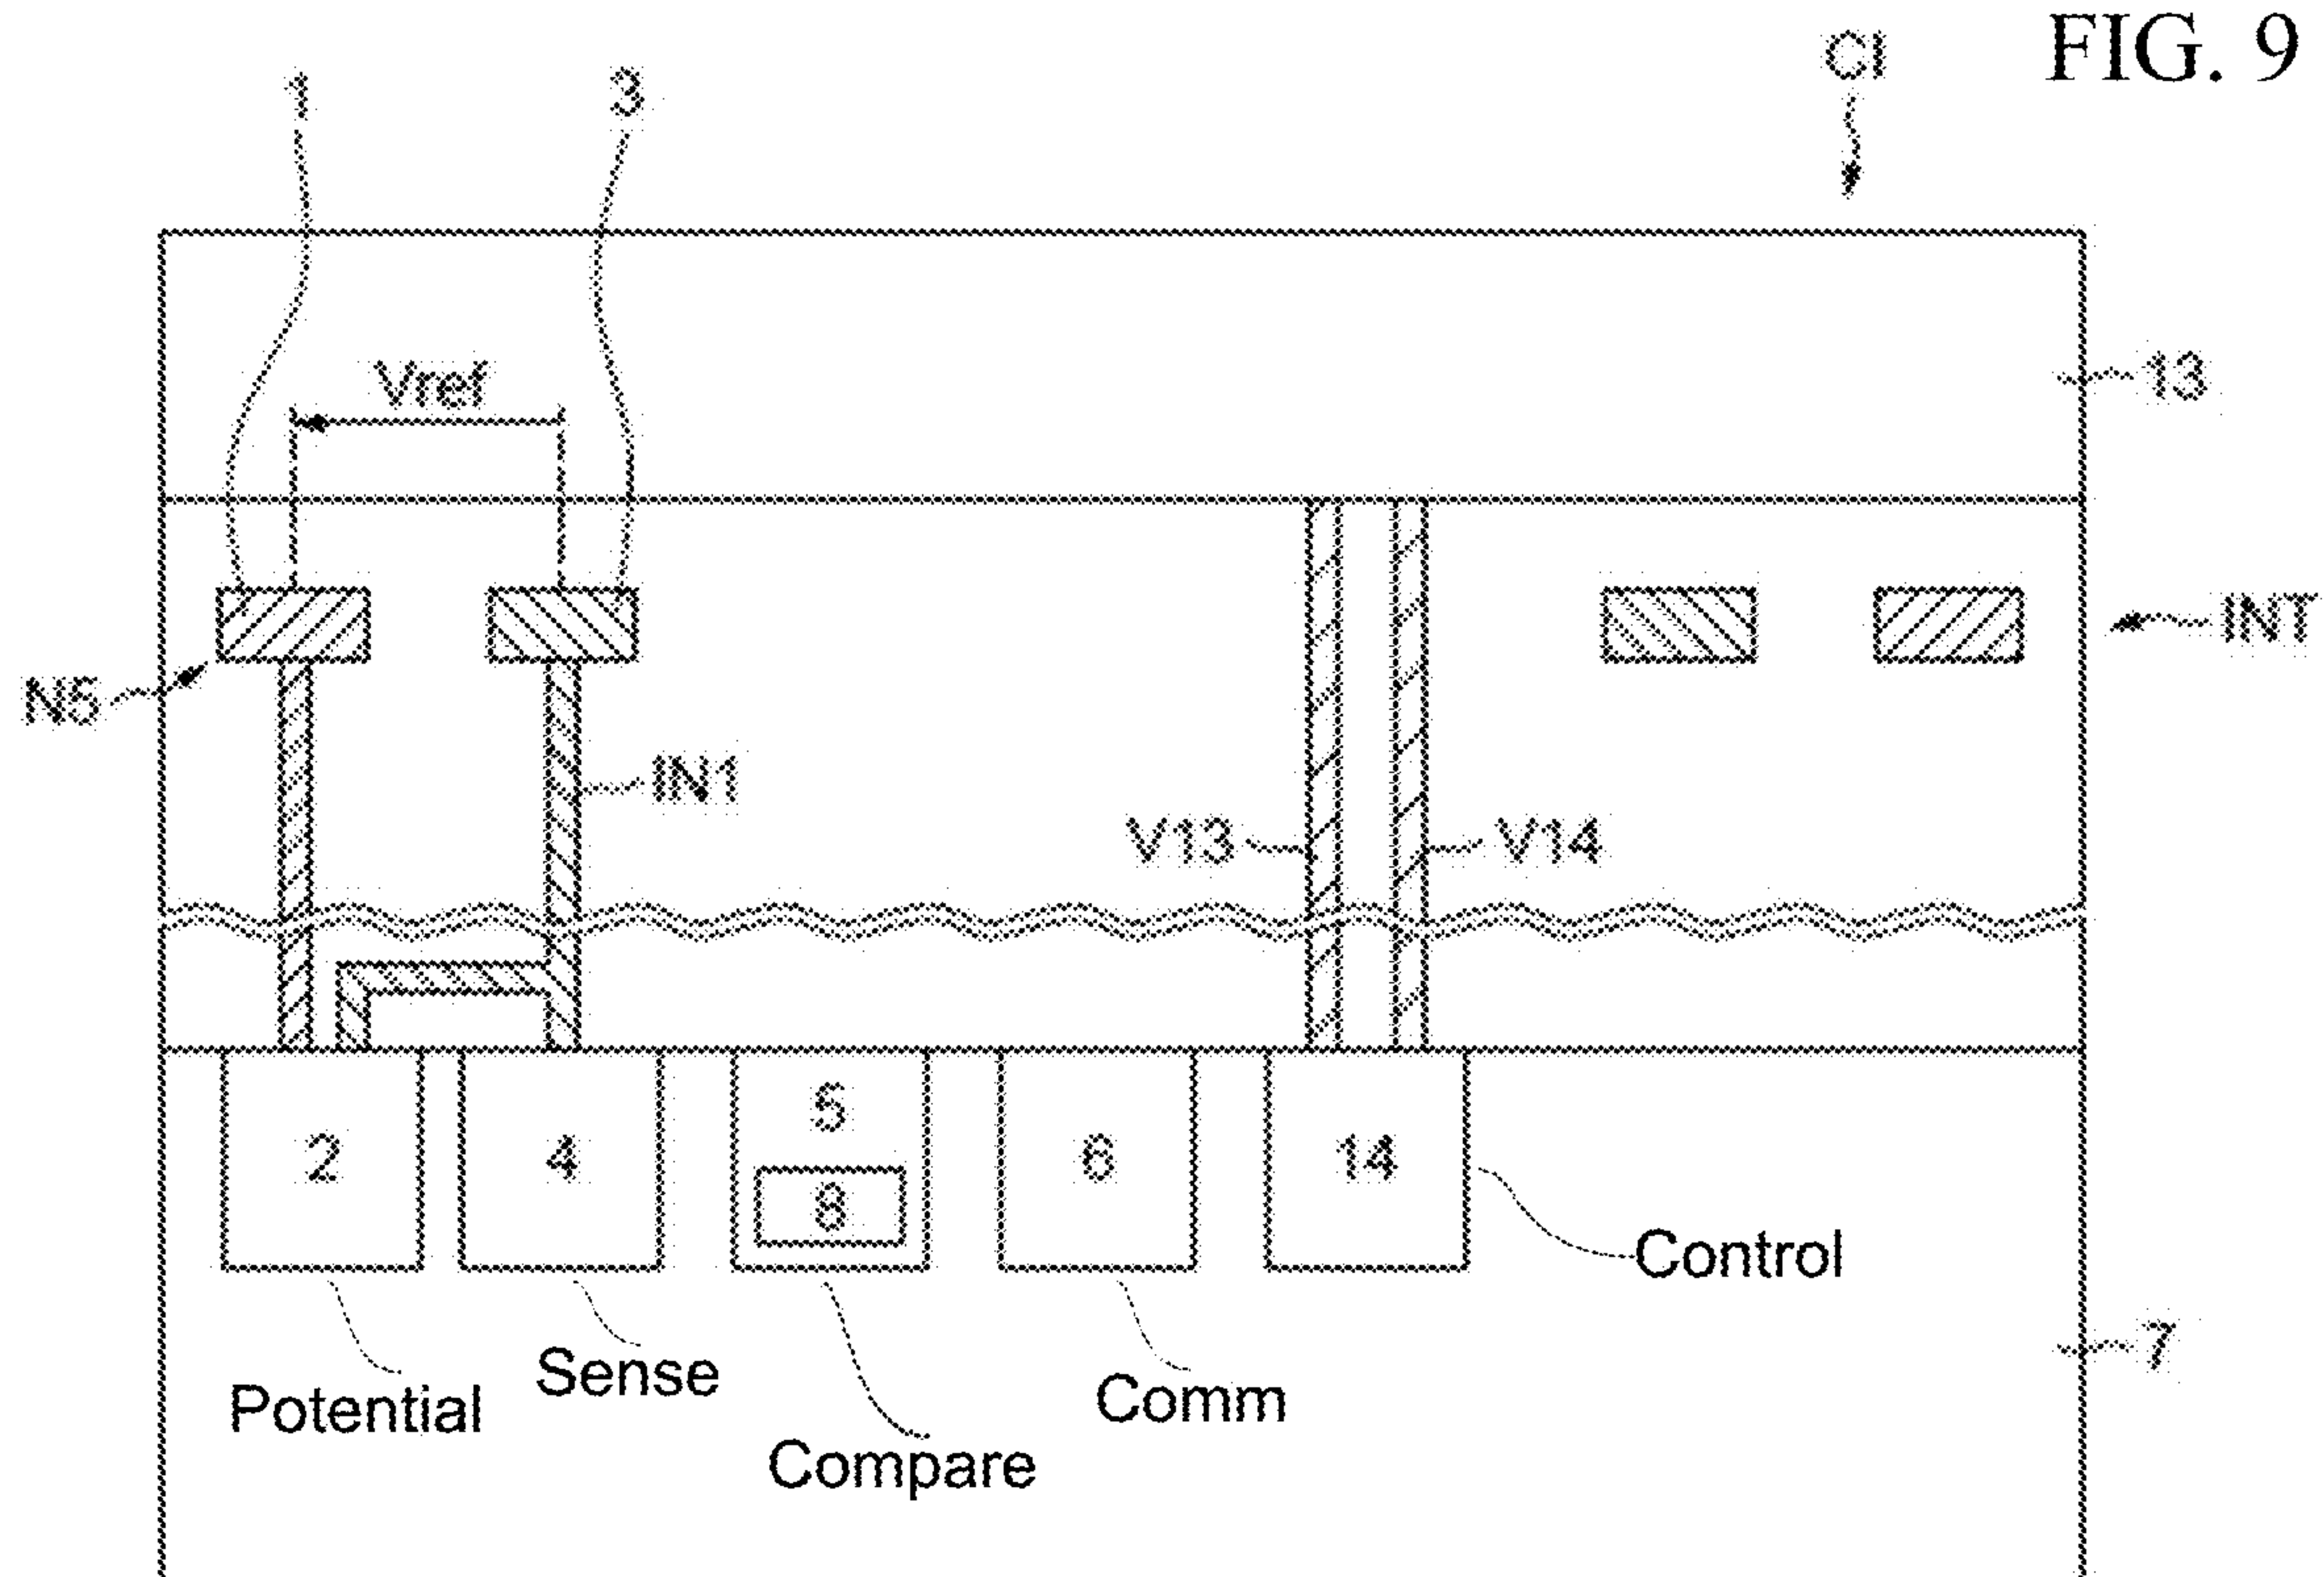 FIG. 9
CI
1
3
Vref
13
INT
N5
IN1
V13
V14
2
4
5
6
14
8
Control
7
Sense
Potential
Comm
Compare